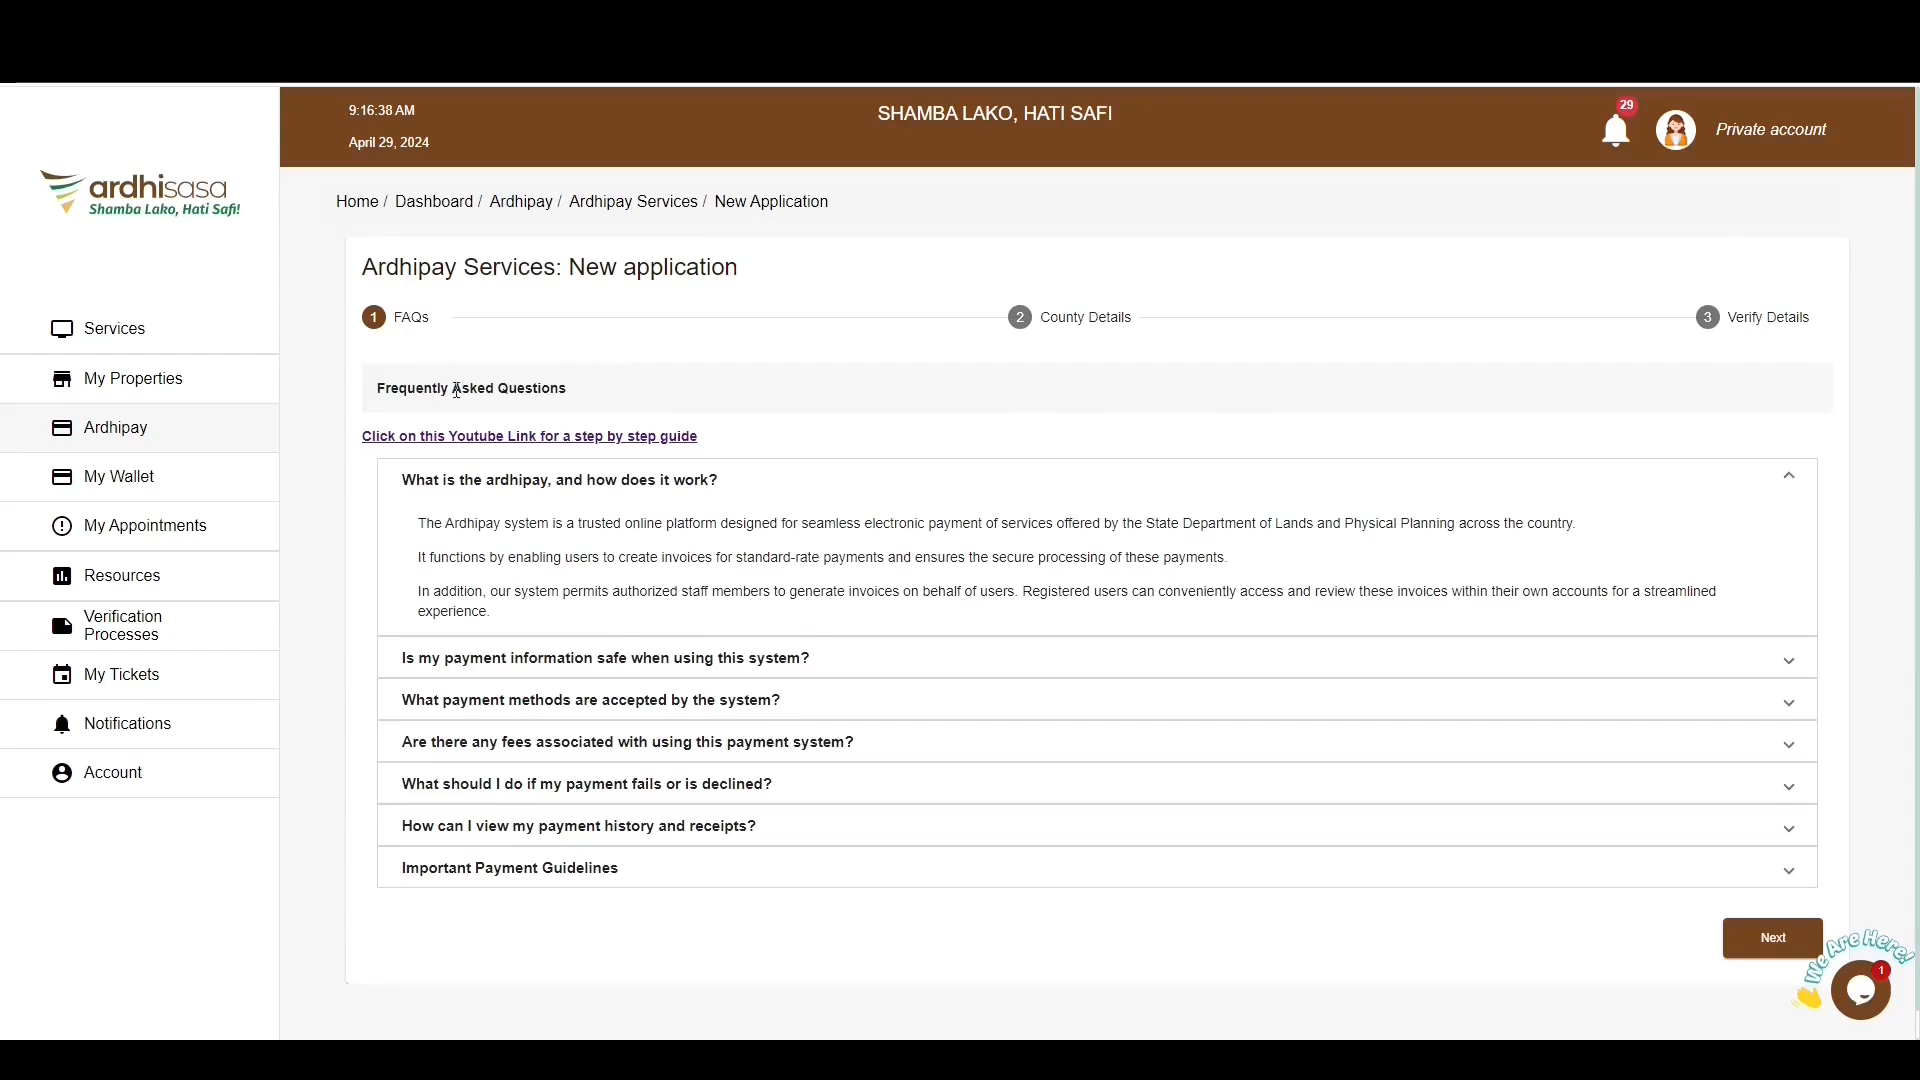 9:16:38 AM
April 29, 2024
SHAMBA LAKO, HATI SAFI
29
Private account
ardhisasa
Shamba Lako, Hati Safi!
Services
My Properties
Ardhipay
My Wallet
My Appointments
Resources
Verification
Processes
My Tickets
Notifications
Account
Home / Dashboard / Ardhipay / Ardhipay Services / New Application
Ardhipay Services: New application
1 FAQs
2 County Details
3 Verify Details
Frequently Asked Questions
Click on this Youtube Link for a step by step guide
What is the ardhipay, and how does it work?
The Ardhipay system is a trusted online platform designed for seamless electronic payment of services offered by the State Department of Lands and Physical Planning across the country.
It functions by enabling users to create invoices for standard-rate payments and ensures the secure processing of these payments.
In addition, our system permits authorized staff members to generate invoices on behalf of users. Registered users can conveniently access and review these invoices within their own accounts for a streamlined
experience.
Is my payment information safe when using this system?
What payment methods are accepted by the system?
Are there any fees associated with using this payment system?
What should I do if my payment fails or is declined?
How can I view my payment history and receipts?
Important Payment Guidelines
Next
We Are Here!
1